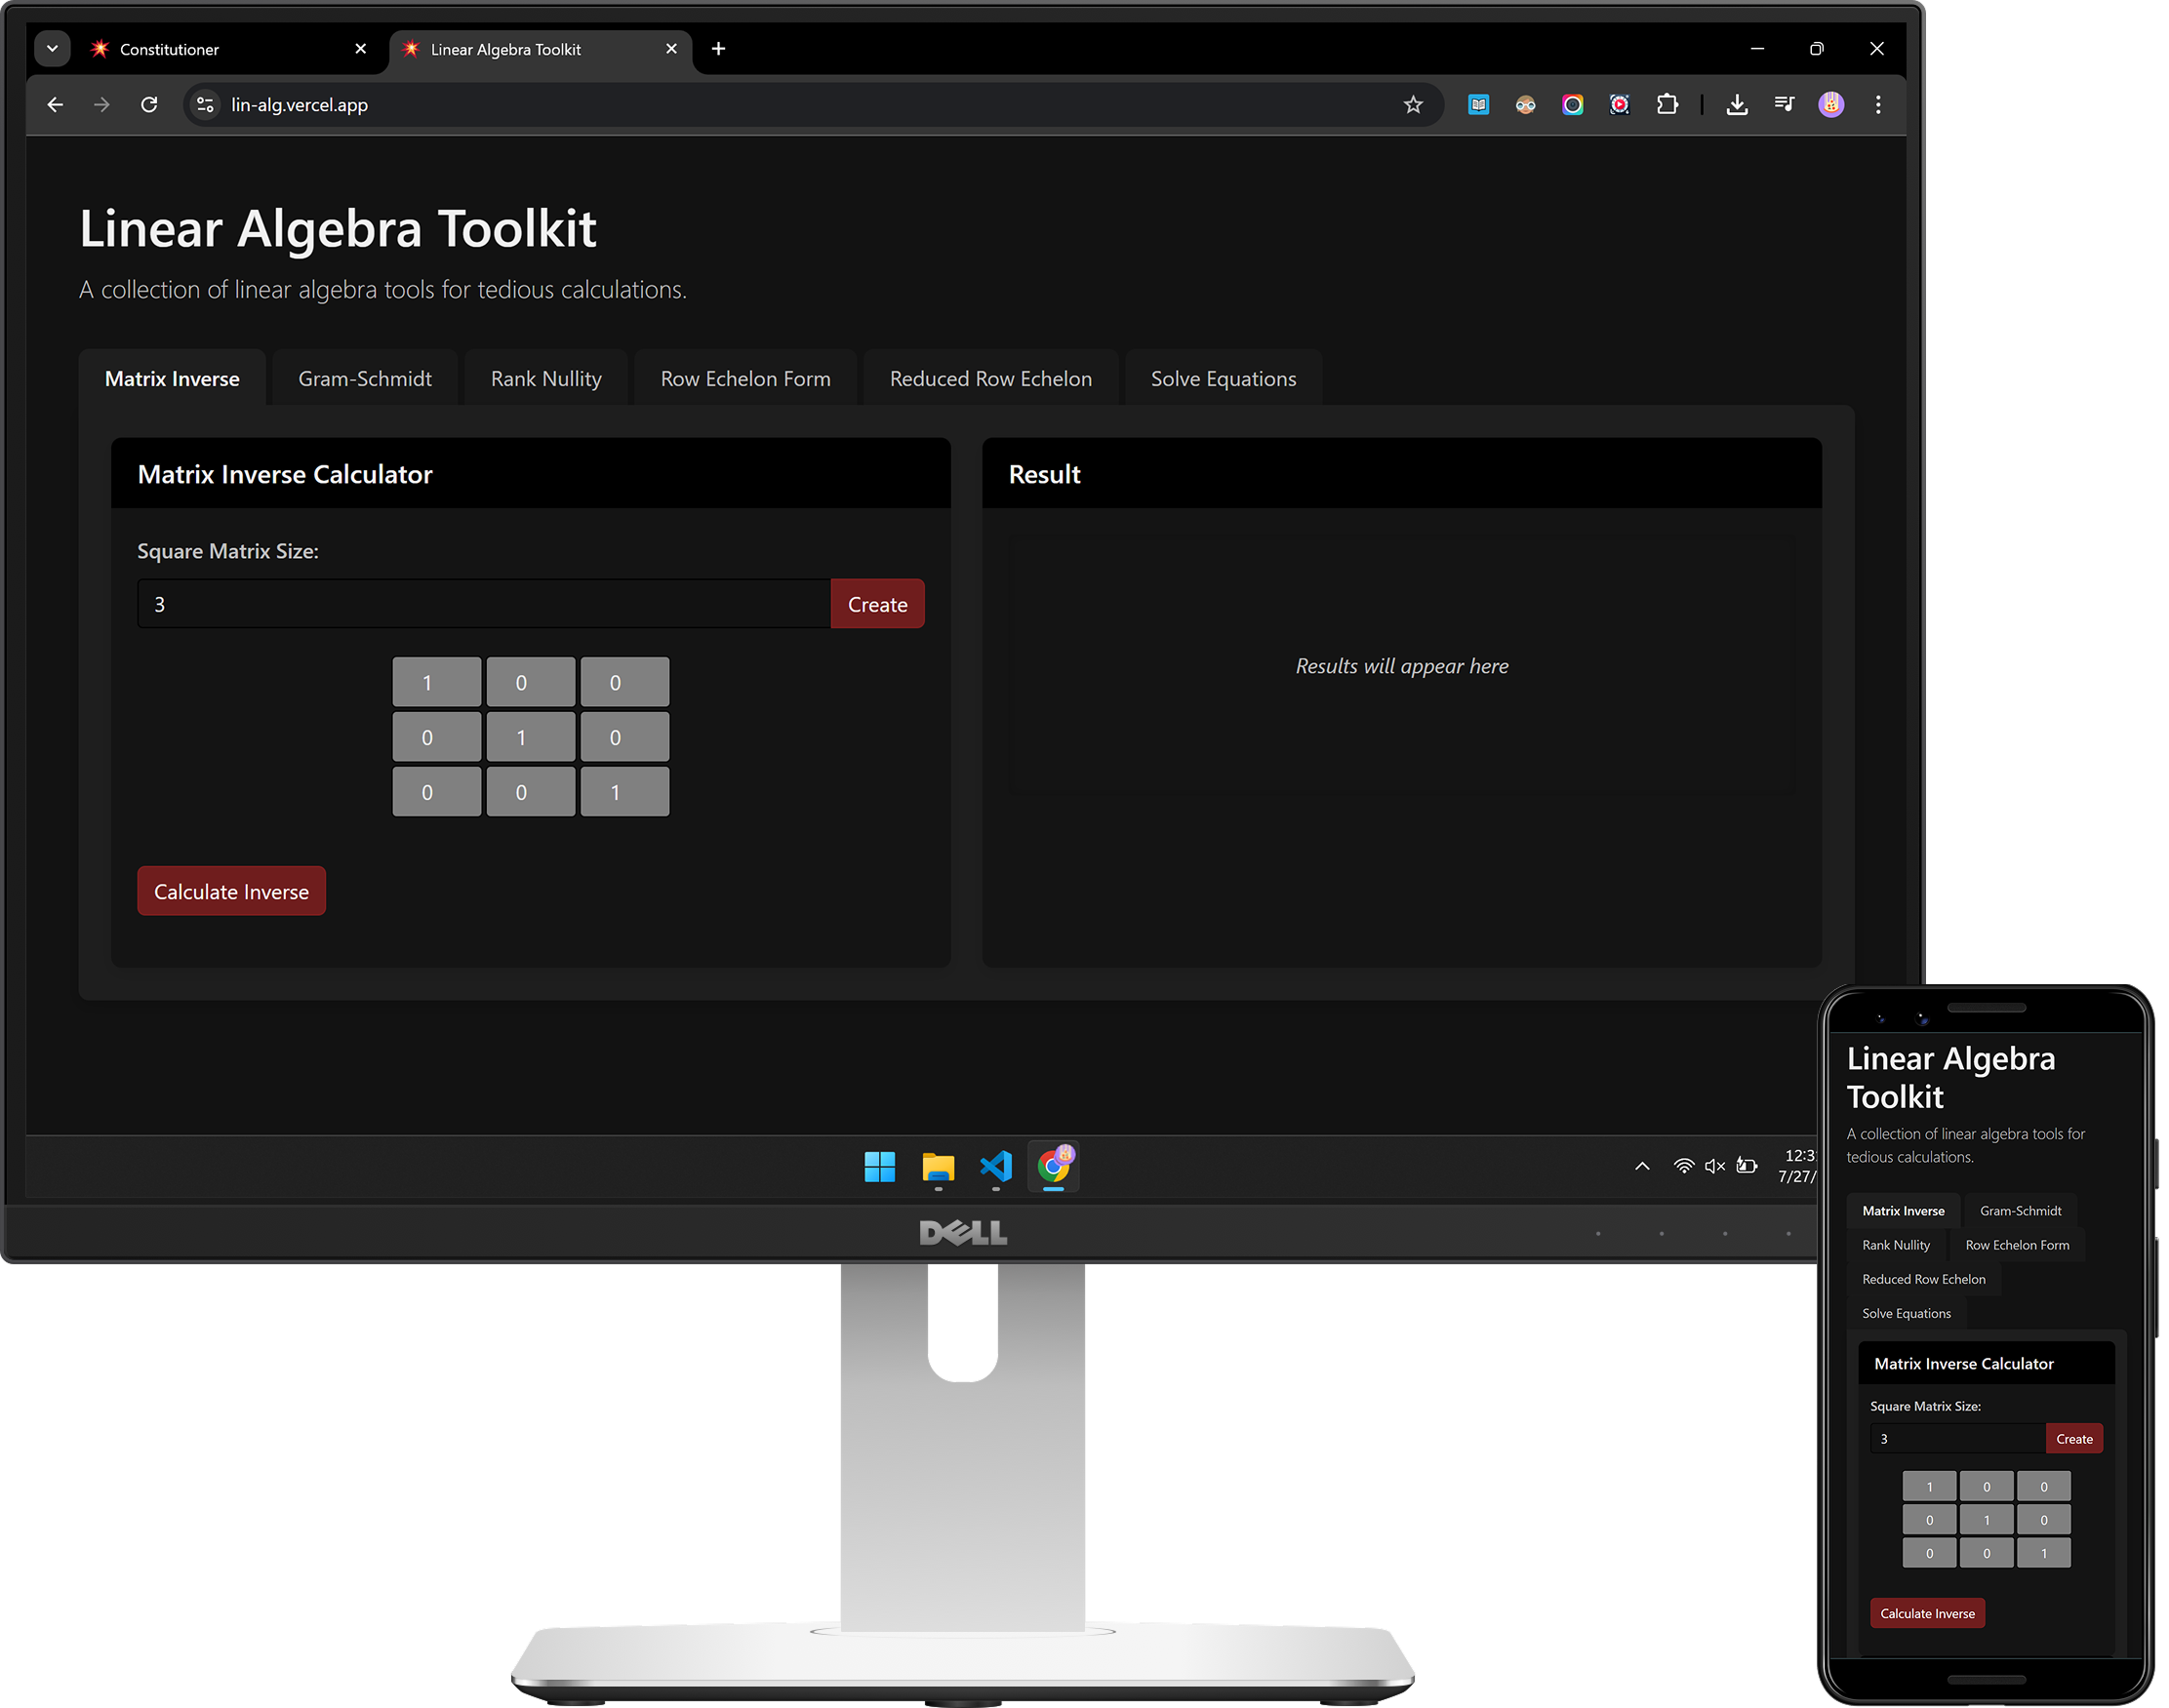 Constitutioner
Linear Algebra Toolkit
lin-alg.vercel.app
Linear Algebra Toolkit
A collection of linear algebra tools for tedious calculations.
Matrix Inverse Gram-Schmidt Rank Nullity Row Echelon Form Reduced Row Echelon Solve Equations
Matrix Inverse Calculator
Square Matrix Size:
3 Create
1 0 0
0 1 0
0 0 1
Calculate Inverse
Result
Results will appear here
12:3
7/27/
DELL
Linear Algebra
Toolkit
A collection of linear algebra tools for
tedious calculations.
Matrix Inverse Gram-Schmidt
Rank Nullity Row Echelon Form
Reduced Row Echelon
Solve Equations
Matrix Inverse Calculator
Square Matrix Size:
3 Create
1 0 0
0 1 0
0 0 1
Calculate Inverse